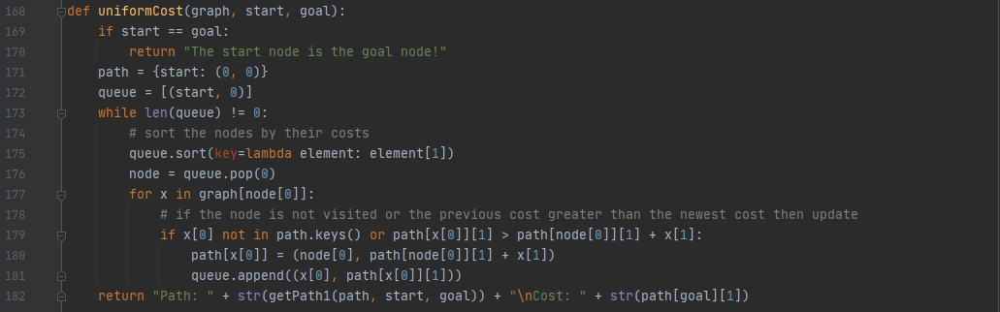 168 def uniformCost(graph, start, goal):
169     if start == goal:
170         return "The start node is the goal node!"
171     path = {start: (0, 0)}
172     queue = [(start, 0)]
173     while len(queue) != 0:
174         # sort the nodes by their costs
175         queue.sort(key=lambda element: element[1])
176         node = queue.pop(0)
177         for x in graph[node[0]]:
178             # if the node is not visited or the previous cost greater than the newest cost then update
179             if x[0] not in path.keys() or path[x[0]][1] > path[node[0]][1] + x[1]:
180                 path[x[0]] = (node[0], path[node[0]][1] + x[1])
181                 queue.append((x[0], path[x[0]][1]))
182     return "Path: " + str(getPath1(path, start, goal)) + "\nCost: " + str(path[goal][1])